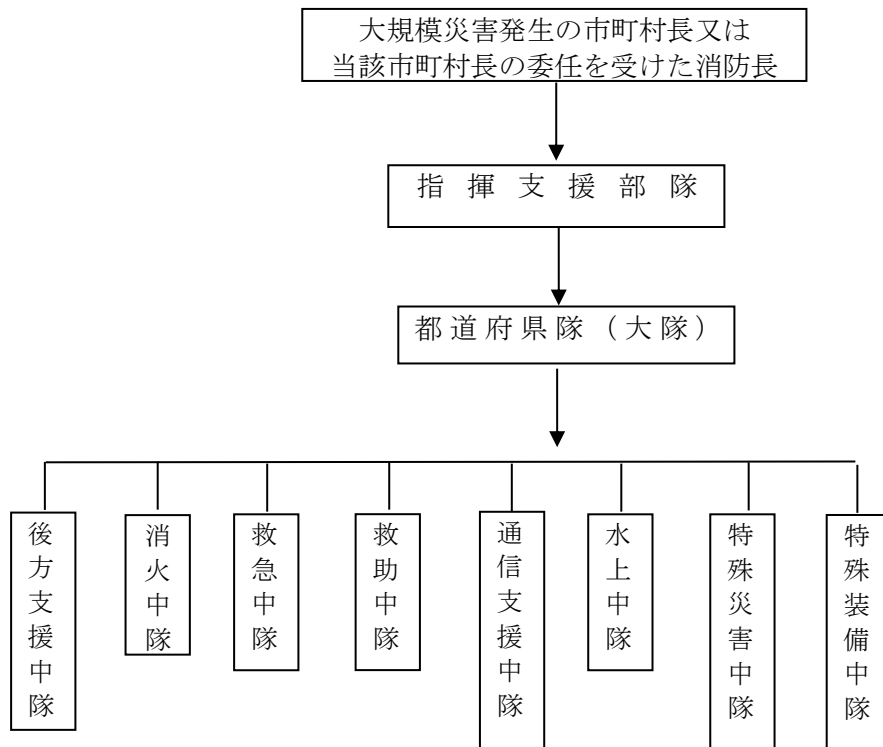 大規模災害発生の市町村長又は
当該市町村長の委任を受けた消防長
指揮支援部隊
都道府県隊（大隊）
後方支援中隊
消火中隊
救急中隊
救助中隊
通信支援中隊
水上中隊
特殊災害中隊
特殊装備中隊